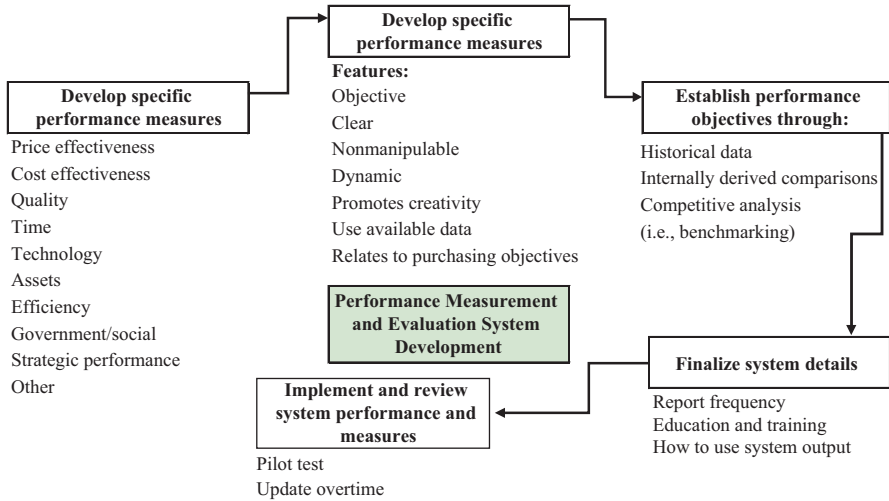 Develop specific
performance measures
Price effectiveness
Cost effectiveness
Quality
Time
Technology
Assets
Efficiency
Government/social
Strategic performance
Other
Develop specific
performance measures
Features:
Objective
Clear
Nonmanipulable
Dynamic
Promotes creativity
Use available data
Relates to purchasing objectives
Establish performance
objectives through:
Historical data
Internally derived comparisons
Competitive analysis
(i.e., benchmarking)
Performance Measurement
and Evaluation System
Development
Finalize system details
Report frequency
Education and training
How to use system output
Implement and review
system performance and
measures
Pilot test
Update overtime